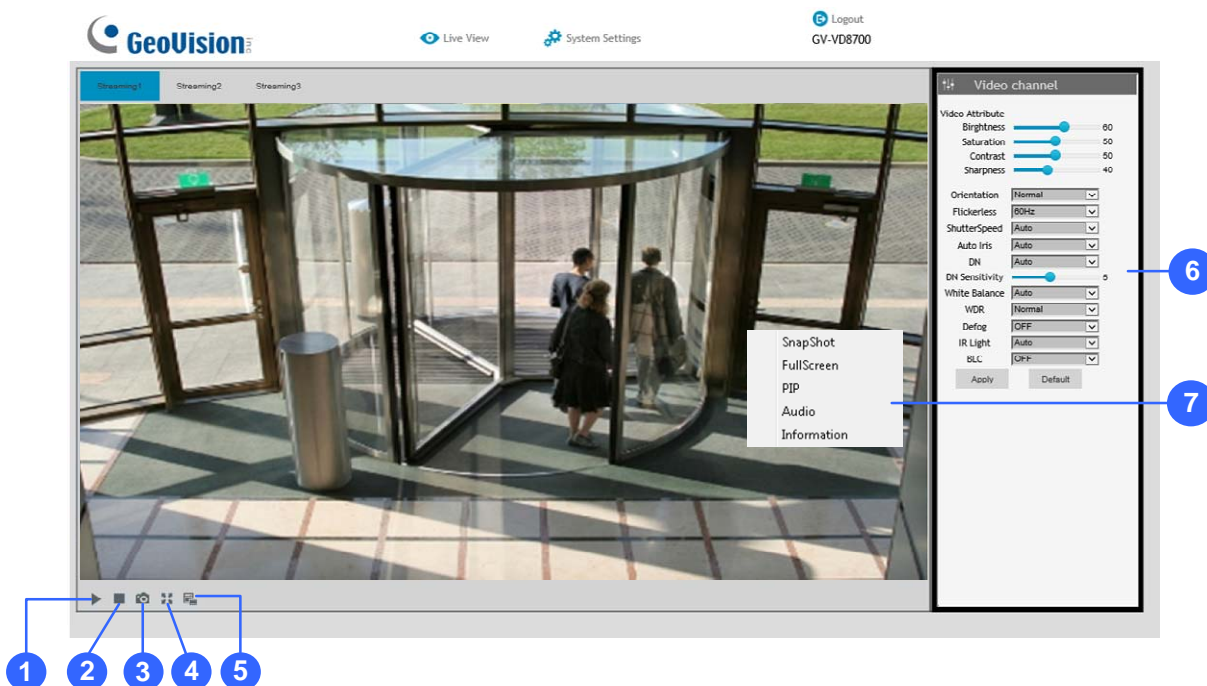 GeoVision inc
Live View
System Settings
Logout
GV-VD8700
Streaming1 Streaming2 Streaming3
Video channel
Video Attribute
Birghtness 60
Saturation 50
Contrast 50
Sharpness 40
Orientation Normal
Flickerless 60Hz
ShutterSpeed Auto
Auto Iris Auto
DN Auto
DN Sensitivity 5
White Balance Auto
WDR Normal
Defog OFF
IR Light Auto
BLC OFF
Apply Default
6
SnapShot
FullScreen
PIP
Audio
Information
7
1 2 3 4 5